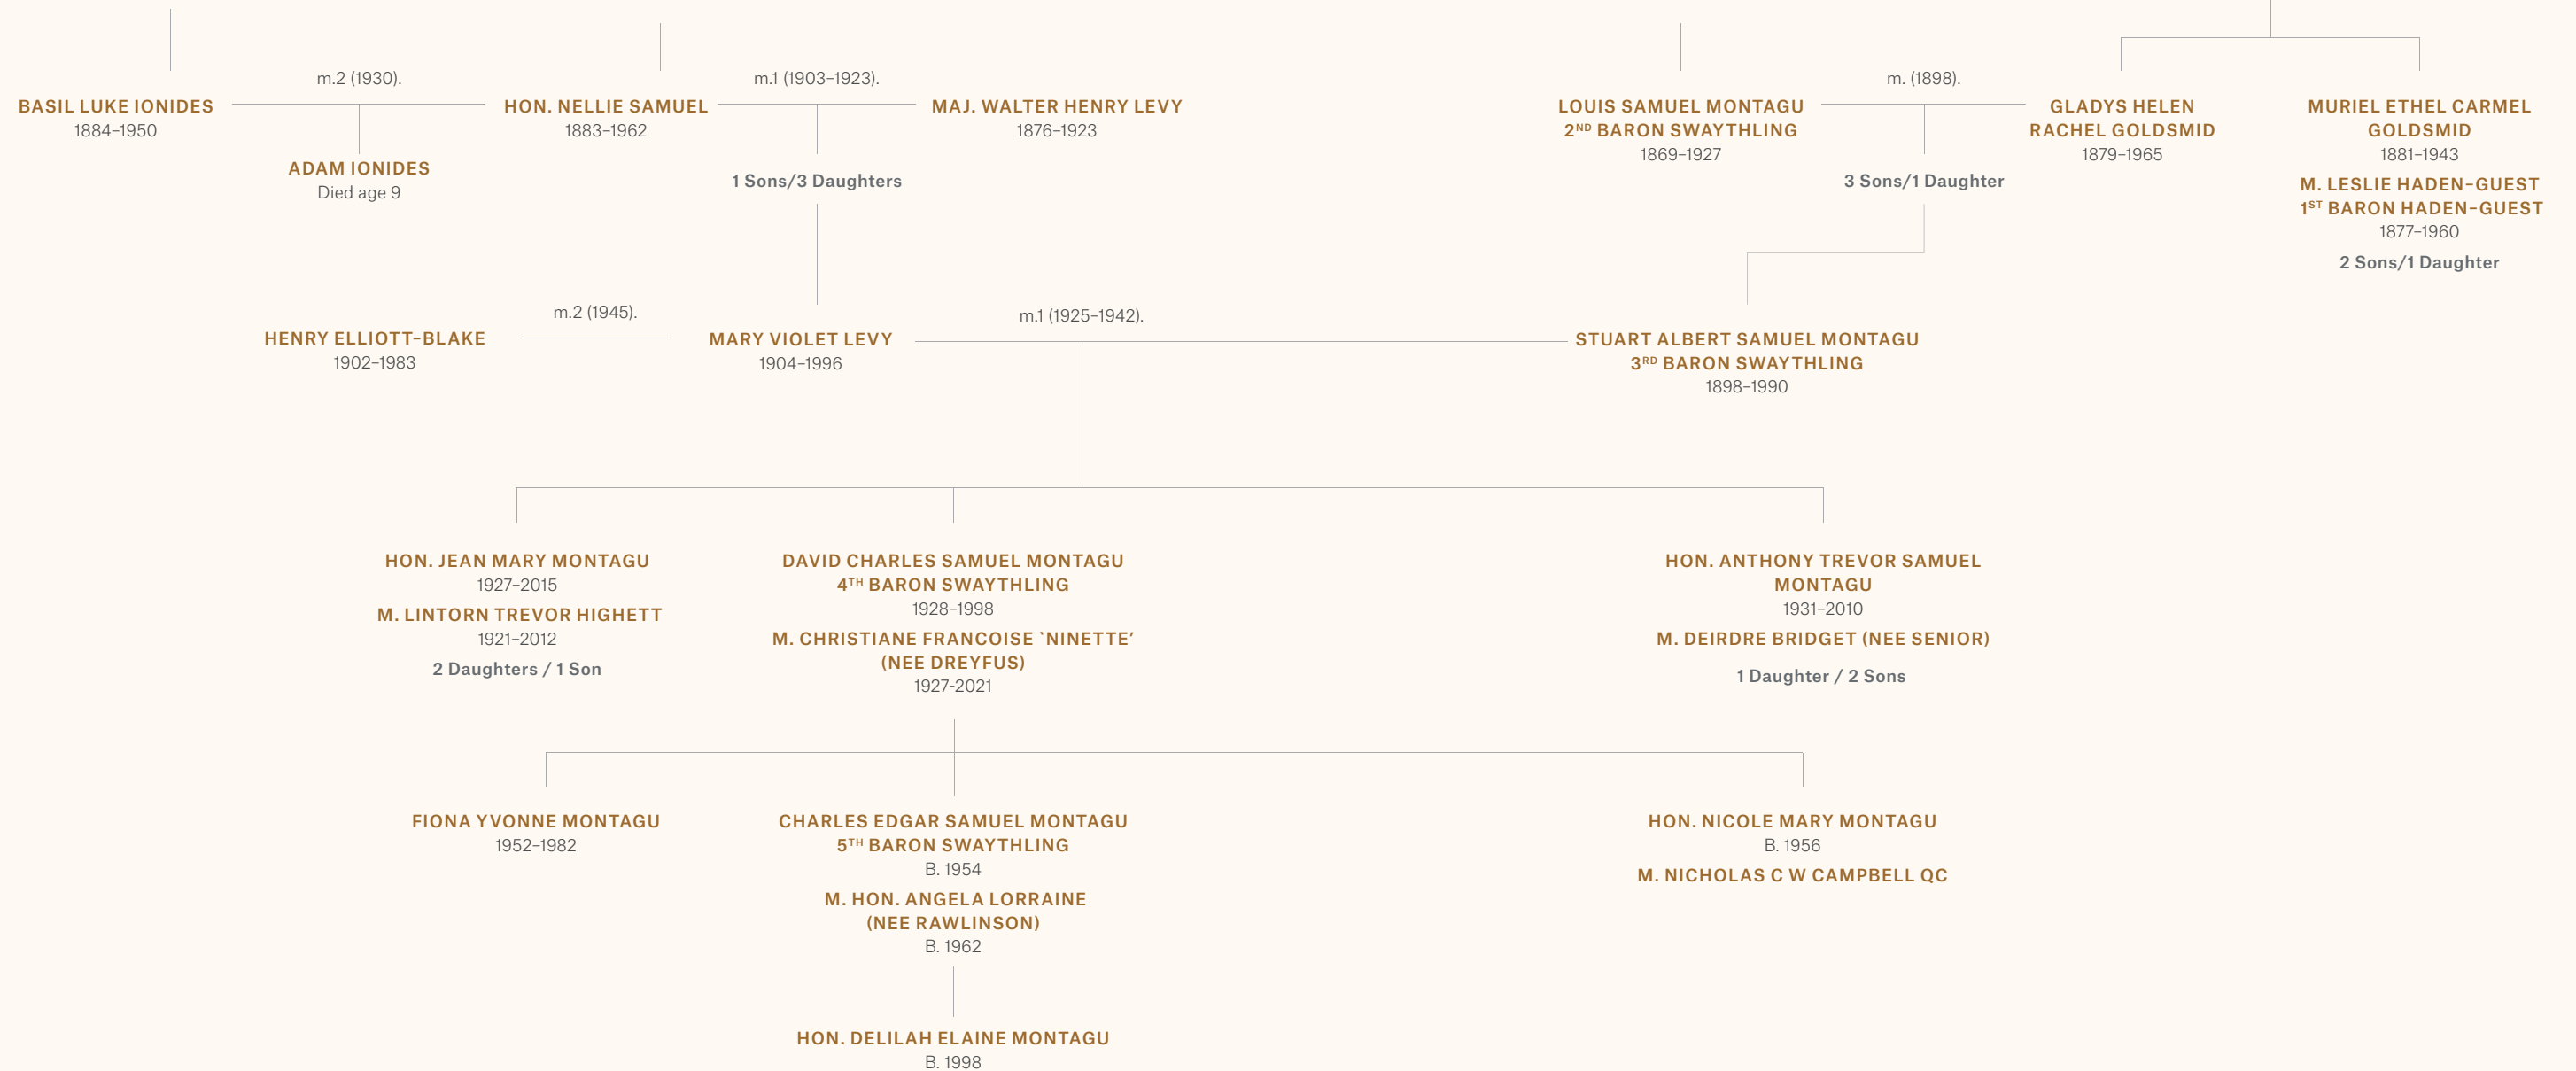 m.2 (1930).
m.1 (1903–1923).
m. (1898).
BASIL LUKE IONIDES
1884–1950
HON. NELLIE SAMUEL
1883–1962
MAJ. WALTER HENRY LEVY
1876–1923
LOUIS SAMUEL MONTAGU
2ND BARON SWAYTHLING
1869–1927
GLADYS HELEN
RACHEL GOLDSMID
1879–1965
MURIEL ETHEL CARMEL
GOLDSMID
1881–1943
M. LESLIE HADEN–GUEST
1ST BARON HADEN–GUEST
1877–1960
2 Sons/1 Daughter
ADAM IONIDES
Died age 9
1 Sons/3 Daughters
3 Sons/1 Daughter
m.2 (1945).
m.1 (1925–1942).
HENRY ELLIOTT–BLAKE
1902–1983
MARY VIOLET LEVY
1904–1996
STUART ALBERT SAMUEL MONTAGU
3RD BARON SWAYTHLING
1898–1990
HON. JEAN MARY MONTAGU
1927–2015
M. LINTORN TREVOR HIGHETT
1921–2012
2 Daughters / 1 Son
DAVID CHARLES SAMUEL MONTAGU
4TH BARON SWAYTHLING
1928–1998
M. CHRISTIANE FRANCOISE `NINETTE’
(NEE DREYFUS)
1927-2021
HON. ANTHONY TREVOR SAMUEL
MONTAGU
1931–2010
M. DEIRDRE BRIDGET (NEE SENIOR)
1 Daughter / 2 Sons
FIONA YVONNE MONTAGU
1952–1982
CHARLES EDGAR SAMUEL MONTAGU
5TH BARON SWAYTHLING
B. 1954
M. HON. ANGELA LORRAINE
(NEE RAWLINSON)
B. 1962
HON. NICOLE MARY MONTAGU
B. 1956
M. NICHOLAS C W CAMPBELL QC
HON. DELILAH ELAINE MONTAGU
B. 1998